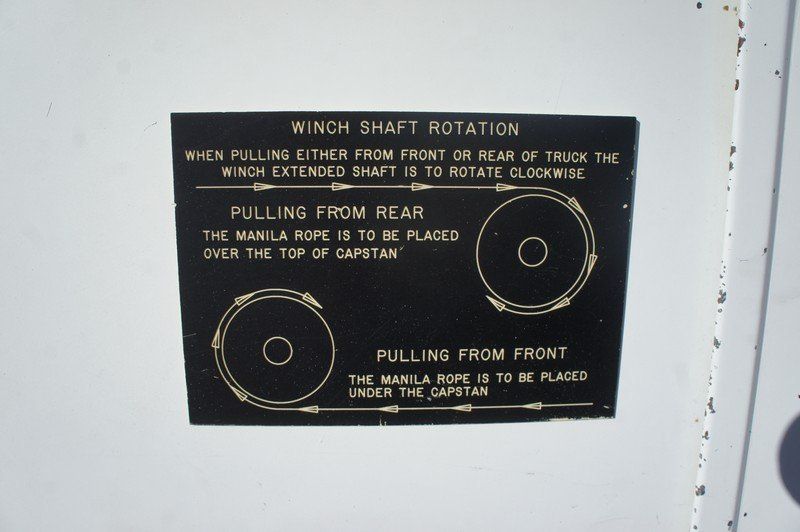 WINCH SHAFT ROTATION
WHEN PULLING EITHER FROM FRONT OR REAR OF TRUCK THE
WINCH EXTENDED SHAFT IS TO ROTATE CLOCKWISE
PULLING FROM REAR
THE MANILA ROPE IS TO BE PLACED
OVER THE TOP OF CAPSTAN
PULLING FROM FRONT
THE MANILA ROPE IS TO BE PLACED
UNDER THE CAPSTAN